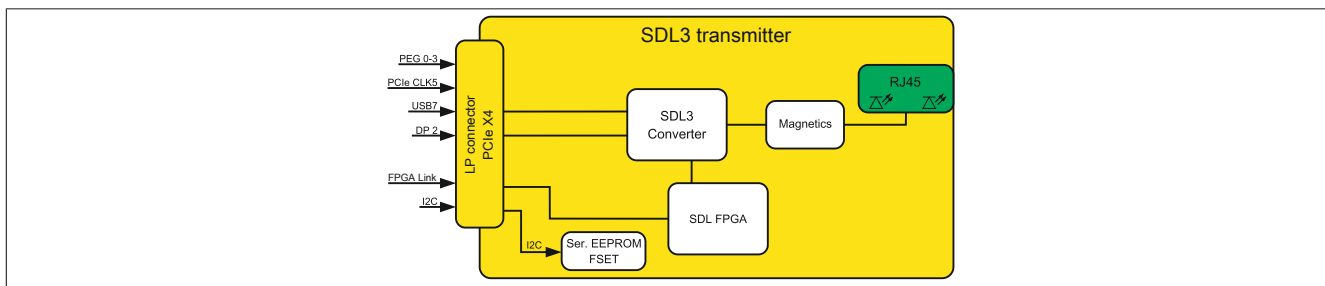 SDL3 transmitter
PEG 0-3
PCIe CLK5
USB7
DP 2
FPGA Link
I2C
LP connector
PCIe X4
SDL3
Converter
Magnetics
RJ45
SDL FPGA
I2C
Ser. EEPROM
FSET